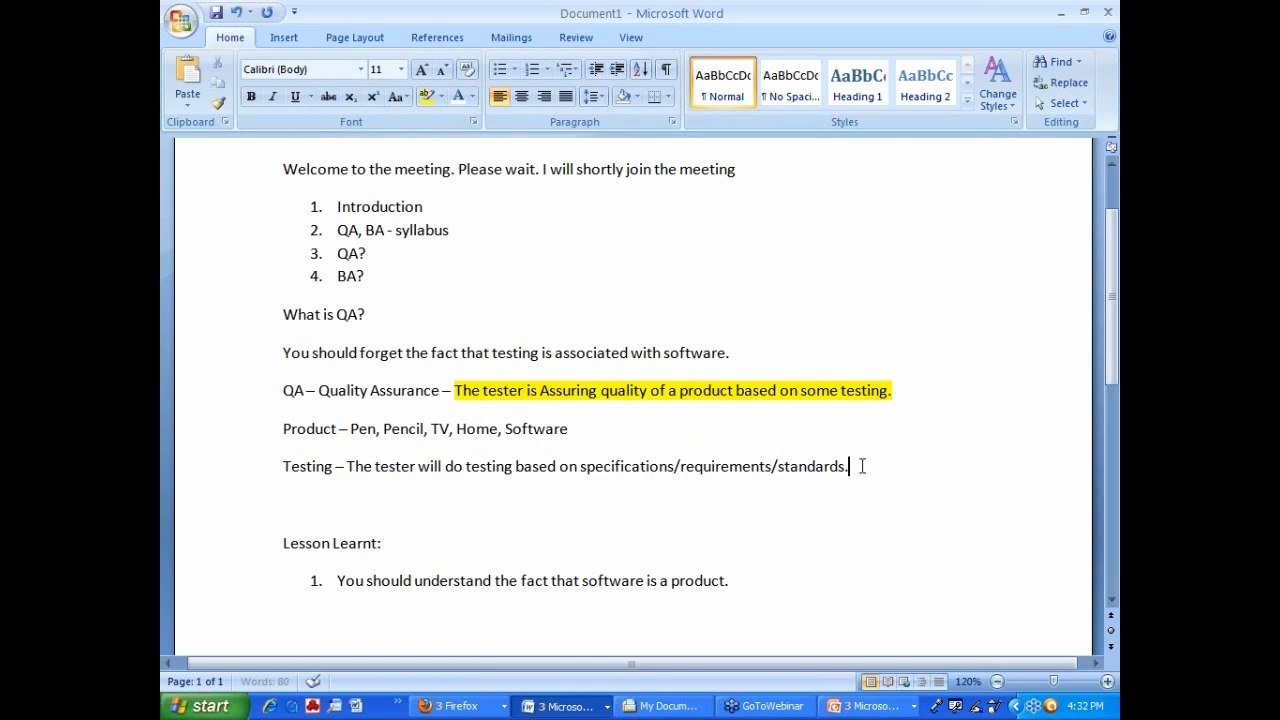 Document1 - Microsoft Word
Home Insert Page Layout References Mailings Review View
Calibri (Body) 11
AaBbCcDc AaBbCcDc AaBbC AaBbCc
Paste
B I U abc x₂ x² Aa
¶ Normal ¶ No Spaci... Heading 1 Heading 2
Change Styles
Find
Replace
Select
Clipboard Font Paragraph Styles Editing
Welcome to the meeting. Please wait. I will shortly join the meeting
1. Introduction
2. QA, BA - syllabus
3. QA?
4. BA?
What is QA?
You should forget the fact that testing is associated with software.
QA – Quality Assurance – The tester is Assuring quality of a product based on some testing.
Product – Pen, Pencil, TV, Home, Software
Testing – The tester will do testing based on specifications/requirements/standards.
Lesson Learnt:
1. You should understand the fact that software is a product.
Page: 1 of 1 Words: 80 120%
start 3 Firefox 3 Microso... My Docum... GoToWebinar 3 Microso... 4:32 PM